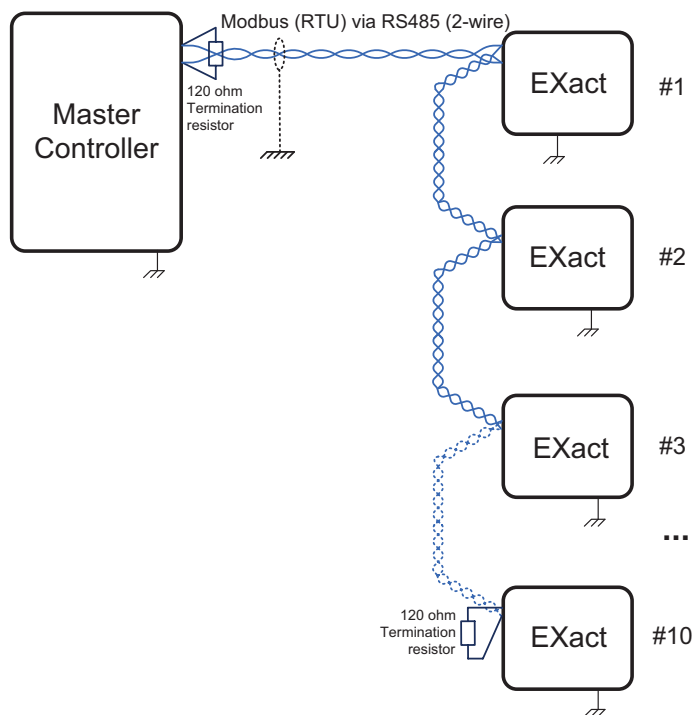 Modbus (RTU) via RS485 (2-wire)
120 ohm
Termination
resistor
Master
Controller
EXact
#1
EXact
#2
EXact
#3
...
120 ohm
Termination
resistor
EXact
#10